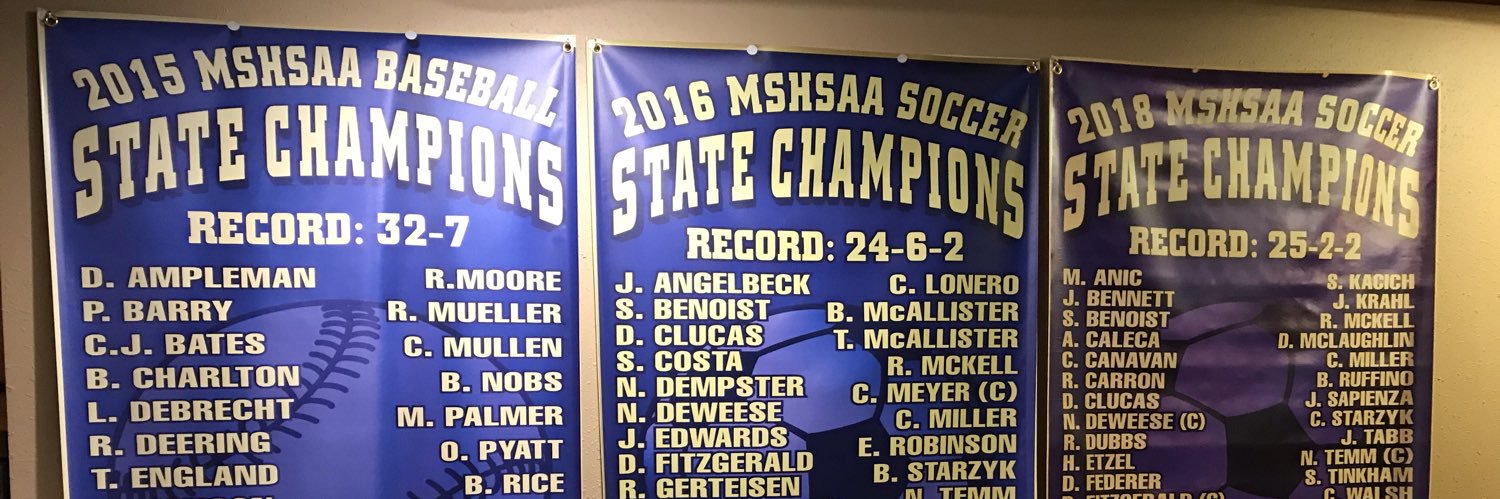 2015 MSHSAA BASEBALL
STATE CHAMPIONS
RECORD: 32-7
D. AMPLEMAN
P. BARRY
C.J. BATES
B. CHARLTON
L. DEBRECHT
R. DEERING
T. ENGLAND
R.MOORE
R. MUELLER
C. MULLEN
B. NOBS
M. PALMER
O. PYATT
B. RICE
2016 MSHSAA SOCCER
STATE CHAMPIONS
RECORD: 24-6-2
J. ANGELBECK
S. BENOIST
D. CLUCAS
S. COSTA
N. DEMPSTER
N. DEWEESE
J. EDWARDS
D. FITZGERALD
R. GERTEISEN
C. LONERO
B. McALLISTER
T. McALLISTER
R. MCKELL
C. MEYER (C)
C. MILLER
E. ROBINSON
B. STARZYK
N. TEMM
2018 MSHSAA SOCCER
STATE CHAMPIONS
RECORD: 25-2-2
M. ANIC
J. BENNETT
S. BENOIST
A. CALECA
C. CANAVAN
R. CARRON
D. CLUCAS
N. DEWEESE (C)
R. DUBBS
H. ETZEL
D. FEDERER
FITZGERALD (C)
S. KACICH
J. KRAHL
R. MCKELL
D. MCLAUGHLIN
C. MILLER
B. RUFFINO
J. SAPIENZA
C. STARZYK
J. TABB
N. TEMM (C)
S. TINKHAM
C. WALSH